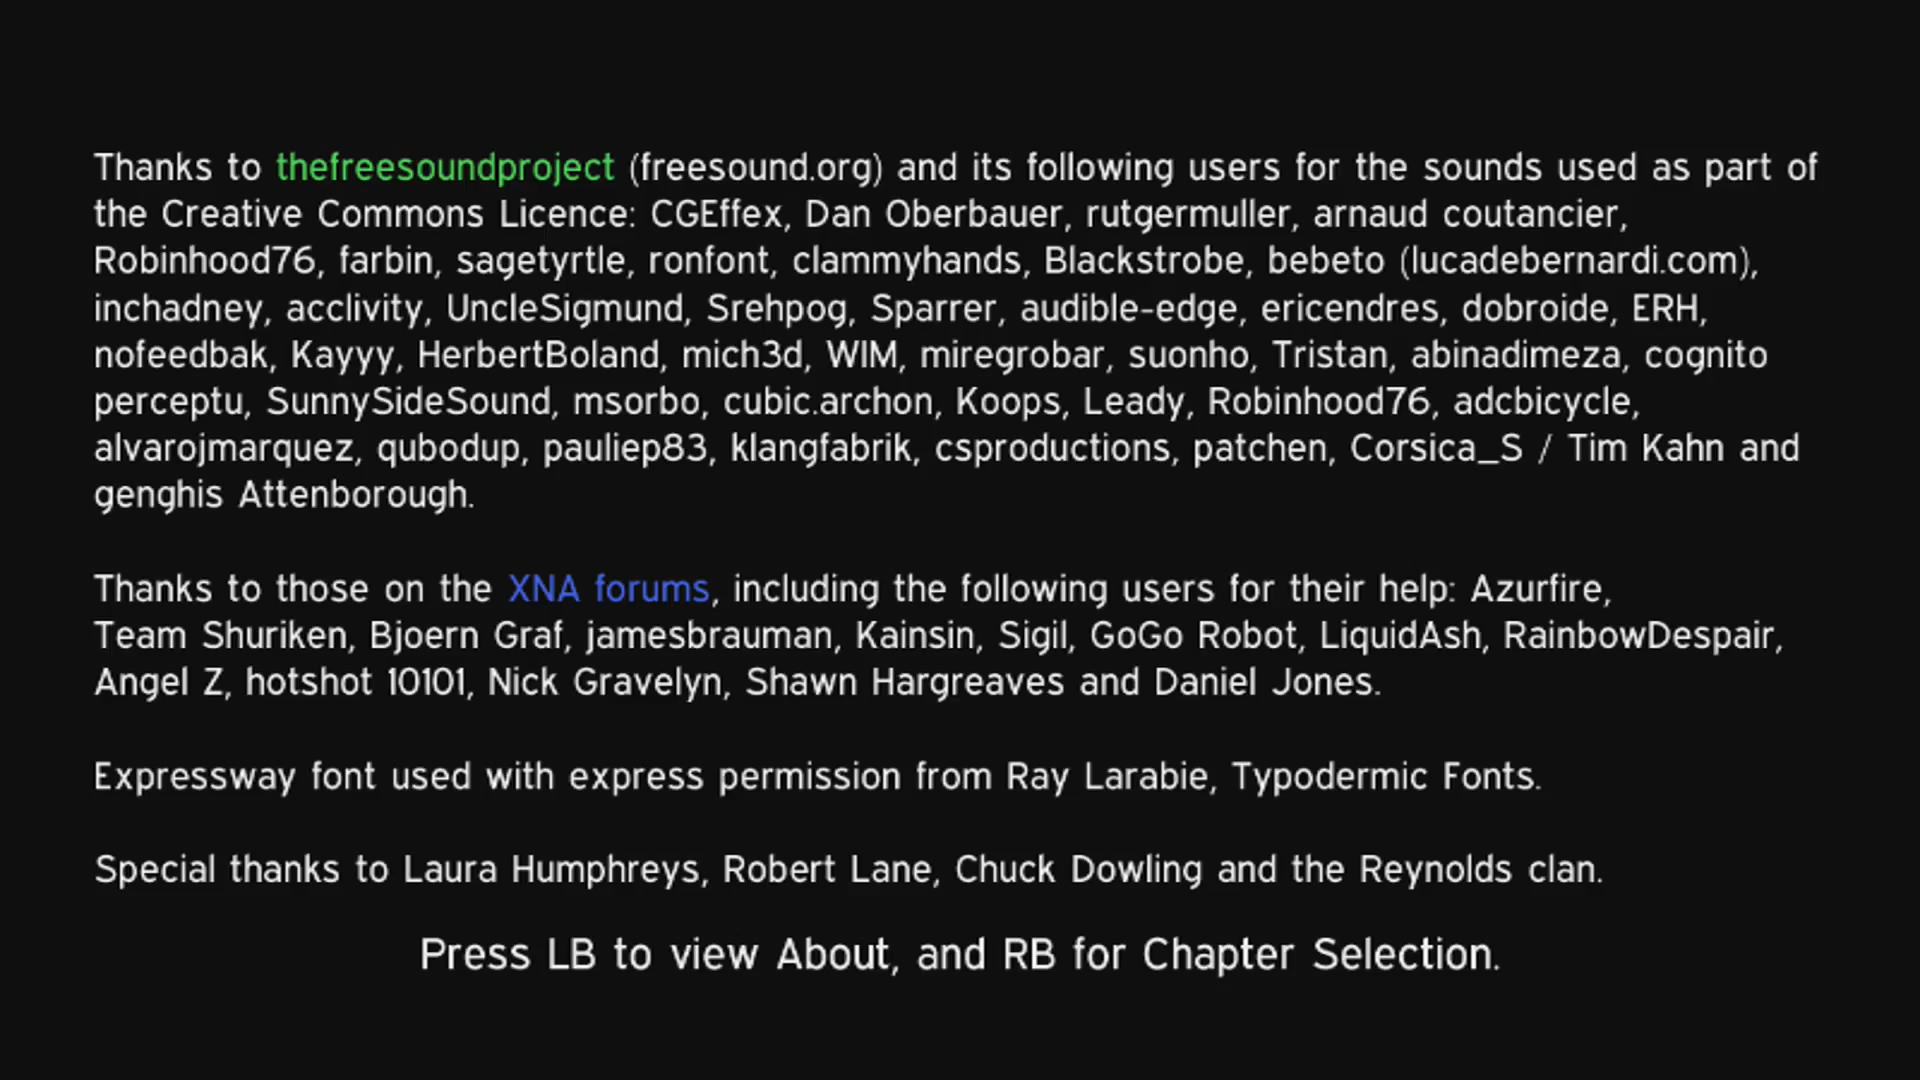 Thanks to thefreesoundproject (freesound.org) and its following users for the sounds used as part of
the Creative Commons Licence: CGEffex, Dan Oberbauer, rutgermuller, arnaud coutancier,
Robinhood76, farbin, sagetyrtle, ronfont, clammyhands, Blackstrobe, bebeto (lucadebernardi.com),
inchadney, acclivity, UncleSigmund, Srehpog, Sparrer, audible-edge, ericendres, dobroide, ERH,
nofeedbak, Kayyy, HerbertBoland, mich3d, WIM, miregrobar, suonho, Tristan, abinadimeza, cognito
perceptu, SunnySideSound, msorbo, cubic.archon, Koops, Leady, Robinhood76, adcbicycle,
alvarojmarquez, qubodup, pauliep83, klangfabrik, csproductions, patchen, Corsica_S / Tim Kahn and
genghis Attenborough.
Thanks to those on the XNA forums, including the following users for their help: Azurfire,
Team Shuriken, Bjoern Graf, jamesbrauman, Kainsin, Sigil, GoGo Robot, LiquidAsh, RainbowDespair,
Angel Z, hotshot 10101, Nick Gravelyn, Shawn Hargreaves and Daniel Jones.
Expressway font used with express permission from Ray Larabie, Typodermic Fonts.
Special thanks to Laura Humphreys, Robert Lane, Chuck Dowling and the Reynolds clan.
Press LB to view About, and RB for Chapter Selection.